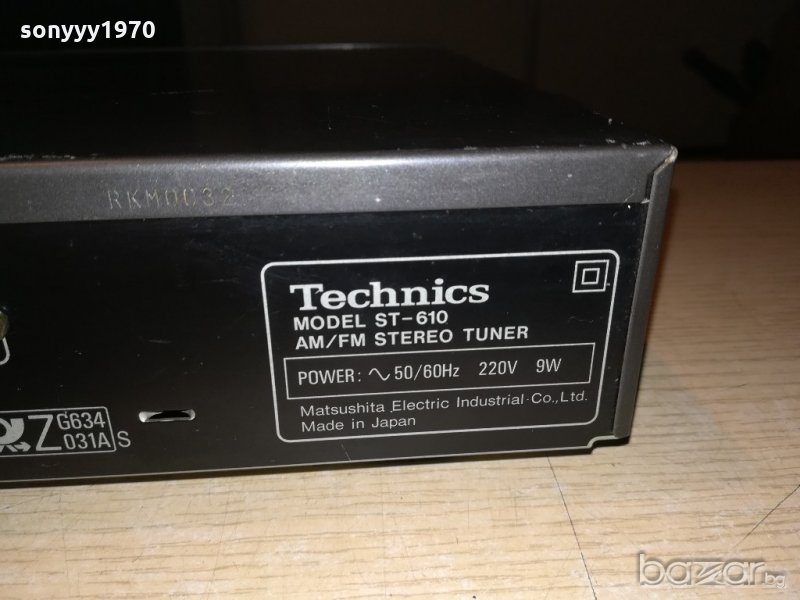 sonyyy1970
RKM0032
Technics
MODEL ST-610
AM/FM STEREO TUNER
POWER: ∿ 50/60Hz 220V 9W
Matsushita Electric Industrial Co., Ltd.
Made in Japan
Z G634
031A S
bazar.bg